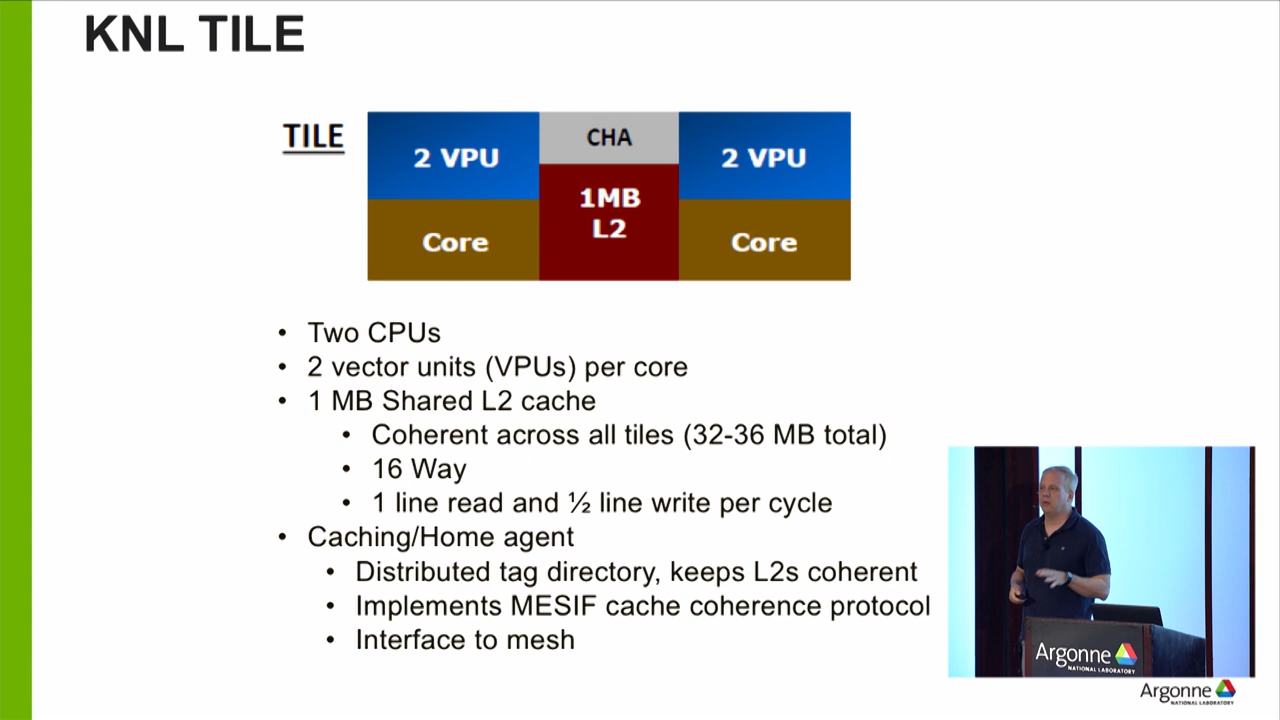 KNL TILE
TILE
2 VPU
CHA
2 VPU
1MB
L2
Core
Core
• Two CPUs
• 2 vector units (VPUs) per core
• 1 MB Shared L2 cache
• Coherent across all tiles (32-36 MB total)
• 16 Way
• 1 line read and ½ line write per cycle
• Caching/Home agent
• Distributed tag directory, keeps L2s coherent
• Implements MESIF cache coherence protocol
• Interface to mesh
Argonne
NATIONAL LABORATORY
Argonne
NATIONAL LABORATORY